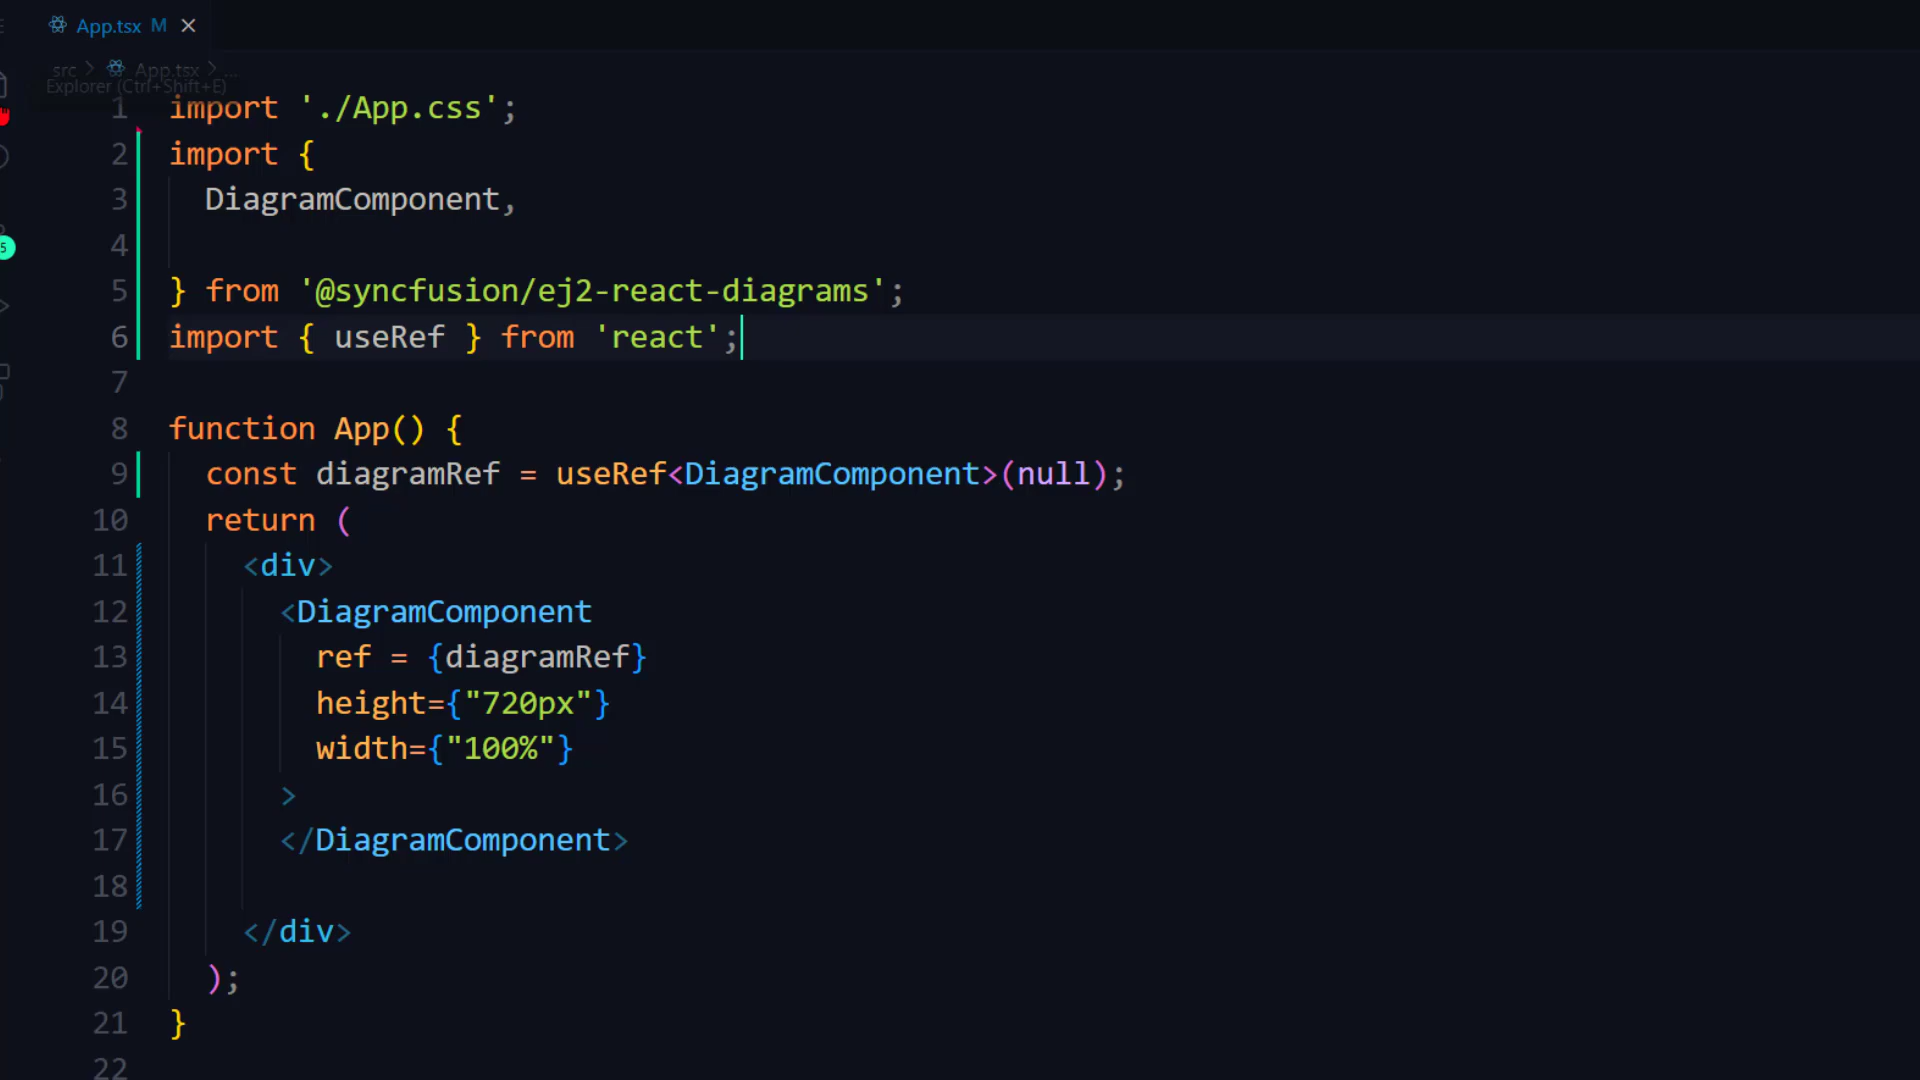 App.tsx M
src > App.tsx > ...
Explorer (Ctrl+Shift+E)
1 import './App.css';
2 import {
3 DiagramComponent,
4
5 } from '@syncfusion/ej2-react-diagrams';
6 import { useRef } from 'react';
7
8 function App() {
9 const diagramRef = useRef<DiagramComponent>(null);
10 return (
11 <div>
12 <DiagramComponent
13 ref = {diagramRef}
14 height={"720px"}
15 width={"100%"}
16 >
17 </DiagramComponent>
18
19 </div>
20 );
21 }
22
5